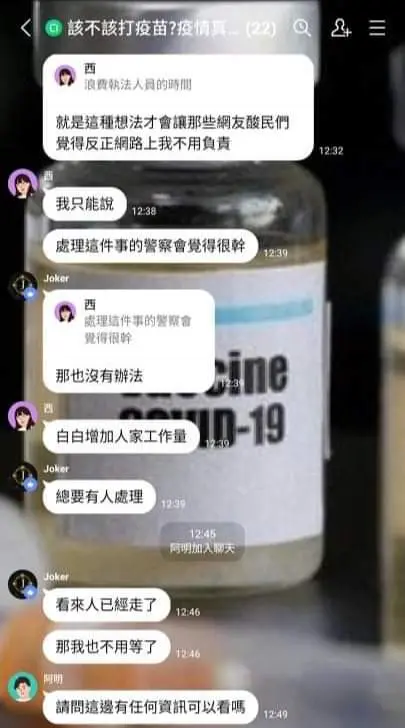 該不該打疫苗?疫情真... (22)
西
浪費執法人員的時間
就是這種想法才會讓那些網友酸民們
覺得反正網路上我不用負責
12:32
西
我只能說
12:38
處理這件事的警察會覺得很幹
12:39
Joker
西
處理這件事的警察會
覺得很幹
那也沒有辦法
12:39
Vaccine
COVID-19
西
白白增加人家工作量
12:39
Joker
總要有人處理
12:39
12:45
阿明加入聊天
Joker
看來人已經走了
12:46
那我也不用等了
12:46
阿明
請問這邊有任何資訊可以看嗎
12:49